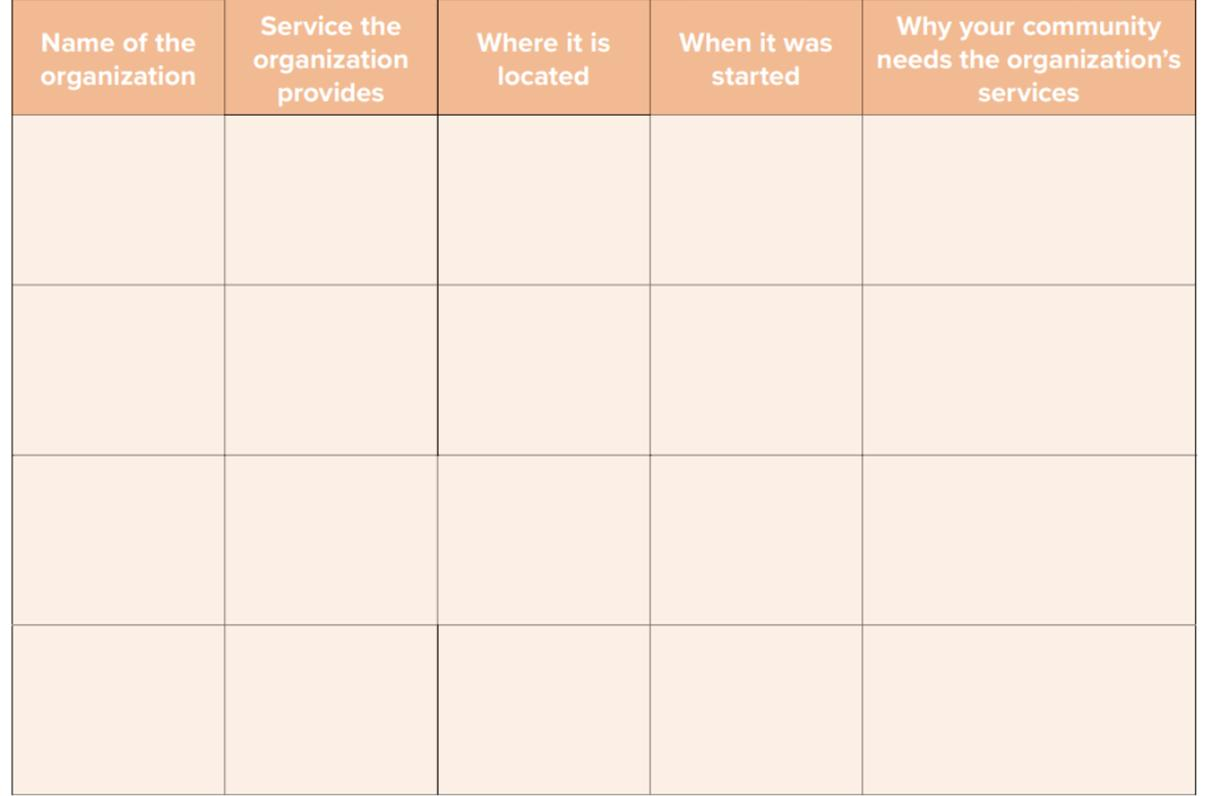 Name of the
organization
Service the
organization
provides
Where it is
located
When it was
started
Why your community
needs the organization's
services